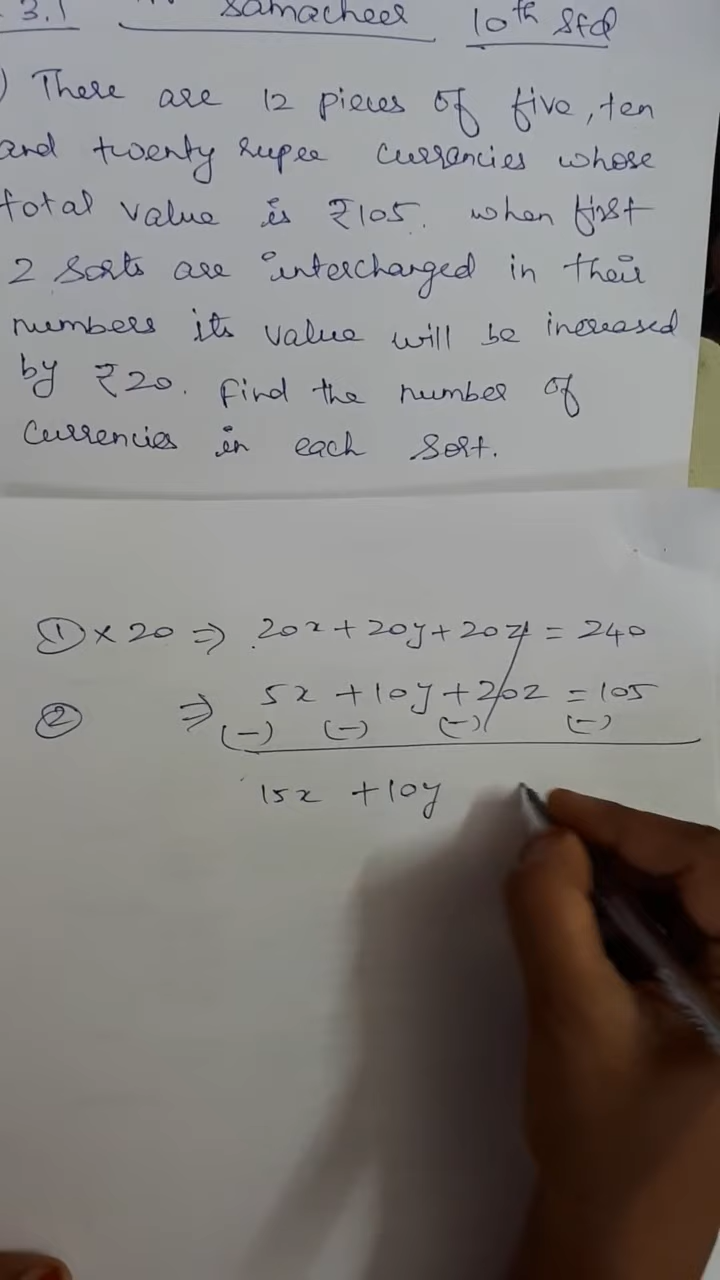 3.1 Samacheer 10th Std
) There are 12 pieces of five, ten
and twenty rupee currencies whose
total value is ₹105. when first
2 sorts are interchanged in their
numbers its value will be increased
by ₹20. find the number of
currencies in each sort.
① × 20 ⇒ 20x + 20y + 20z = 240
② ⇒ 5x + 10y + 20z = 105
(-) (-) (-) (-)
15x + 10y